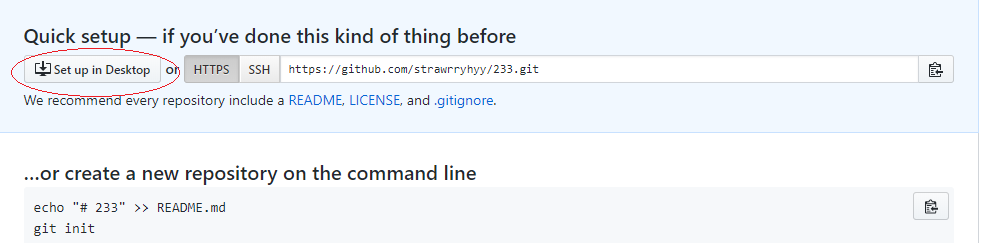 Quick setup — if you’ve done this kind of thing before
Set up in Desktop or HTTPS SSH https://github.com/strawrryhyy/233.git
We recommend every repository include a README, LICENSE, and .gitignore.
…or create a new repository on the command line
echo "# 233" >> README.md
git init